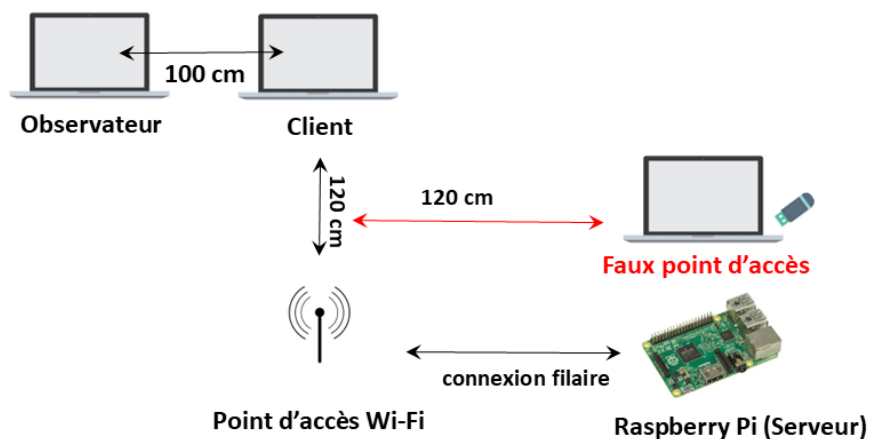 100 cm
Observateur
Client
120 cm
120 cm
Faux point d'accès
connexion filaire
Point d'accès Wi-Fi
Raspberry Pi (Serveur)